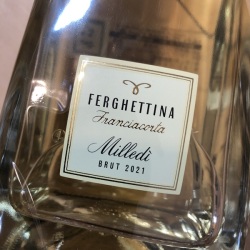 FERGHETTINA
Franciacorta
Milledì
BRUT 2021